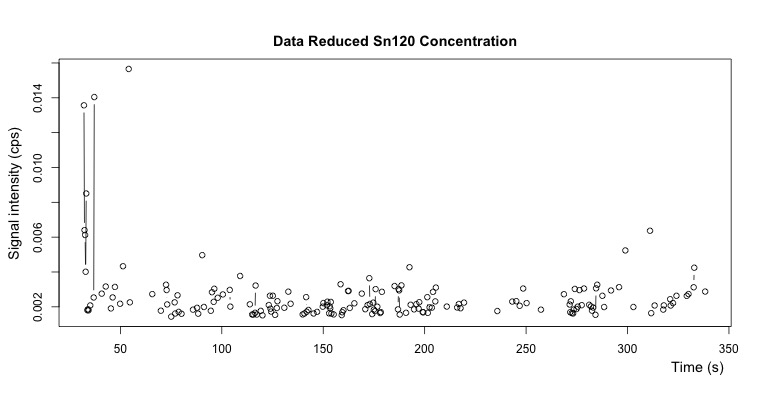 Data Reduced Sn120 Concentration
Signal intensity (cps)
0.014
0.010
0.006
0.002
50 100 150 200 250 300 350
Time (s)